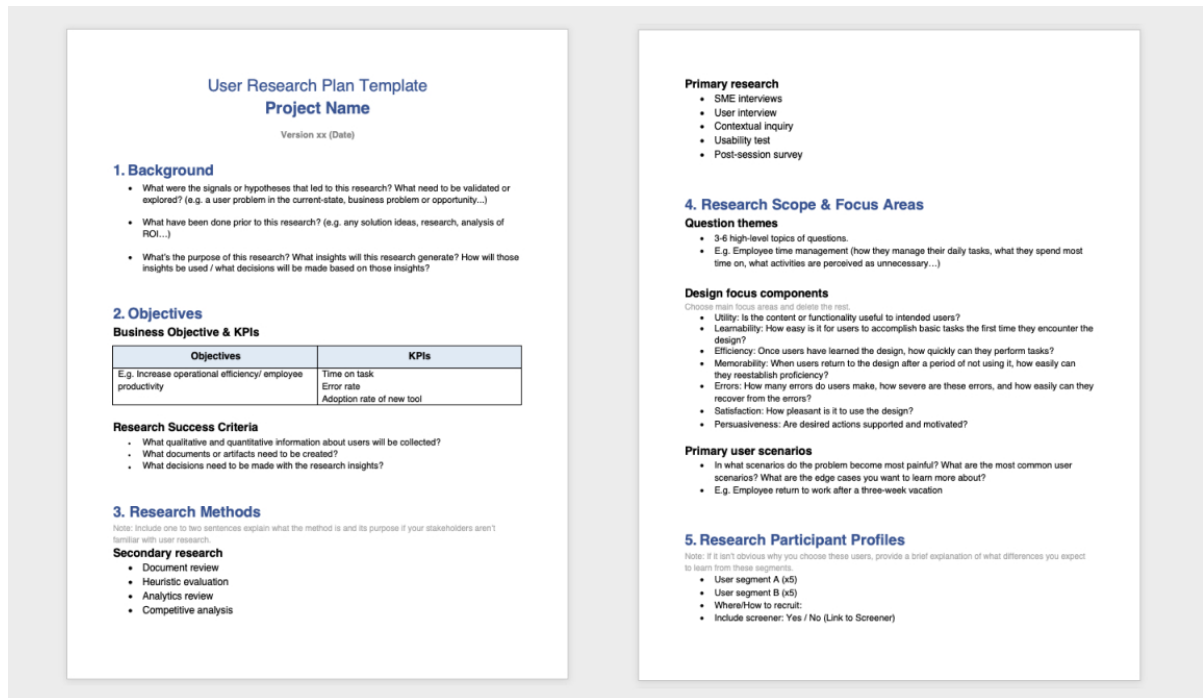 User Research Plan Template
Project Name
Version xx (Date)
1. Background
• What were the signals or hypotheses that led to this research? What need to be validated or
explored? (e.g. a user problem in the current-state, business problem or opportunity...)
• What have been done prior to this research? (e.g. any solution ideas, research, analysis of
ROI...)
• What's the purpose of this research? What insights will this research generate? How will those
insights be used / what decisions will be made based on those insights?
2. Objectives
Business Objective & KPIs
Objectives KPIs
E.g. Increase operational efficiency/ employee Time on task
productivity Error rate
Adoption rate of new tool
Research Success Criteria
• What qualitative and quantitative information about users will be collected?
• What documents or artifacts need to be created?
• What decisions need to be made with the research insights?
3. Research Methods
Note: Include one to two sentences explain what the method is and its purpose if your stakeholders aren't
familiar with user research.
Secondary research
• Document review
• Heuristic evaluation
• Analytics review
• Competitive analysis
Primary research
• SME interviews
• User interview
• Contextual inquiry
• Usability test
• Post-session survey
4. Research Scope & Focus Areas
Question themes
• 3-6 high-level topics of questions.
• E.g. Employee time management (how they manage their daily tasks, what they spend most
time on, what activities are perceived as unnecessary...)
Design focus components
Choose main focus areas and delete the rest.
• Utility: Is the content or functionality useful to intended users?
• Learnability: How easy is it for users to accomplish basic tasks the first time they encounter the
design?
• Efficiency: Once users have learned the design, how quickly can they perform tasks?
• Memorability: When users return to the design after a period of not using it, how easily can
they reestablish proficiency?
• Errors: How many errors do users make, how severe are these errors, and how easily can they
recover from the errors?
• Satisfaction: How pleasant is it to use the design?
• Persuasiveness: Are desired actions supported and motivated?
Primary user scenarios
• In what scenarios do the problem become most painful? What are the most common user
scenarios? What are the edge cases you want to learn more about?
• E.g. Employee return to work after a three-week vacation
5. Research Participant Profiles
Note: If it isn't obvious why you choose these users, provide a brief explanation of what differences you expect
to learn from these segments.
• User segment A (x5)
• User segment B (x5)
• Where/How to recruit:
• Include screener: Yes / No (Link to Screener)